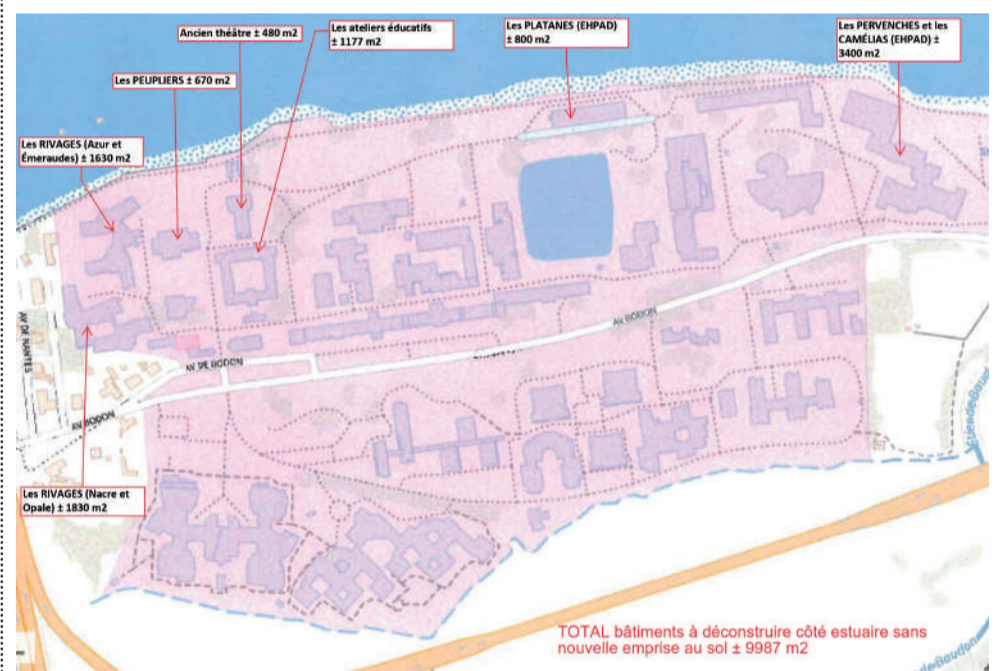 Ancien théâtre ± 480 m2
Les ateliers éducatifs
± 1177 m2
Les PLATANES (EHPAD)
± 800 m2
Les PERVENCHES et les
CAMÉLIAS (EHPAD) ±
3400 m2
Les PEUPLIERS ± 670 m2
Les RIVAGES (Azur et
Émeraudes) ± 1630 m2
AV DE NANTES
AV DE BODON
AV BODON
AV BODON
Les RIVAGES (Nacre et
Opale) ± 1830 m2
TOTAL bâtiments à déconstruire côté estuaire sans
nouvelle emprise au sol ± 9987 m2
de-Baudon